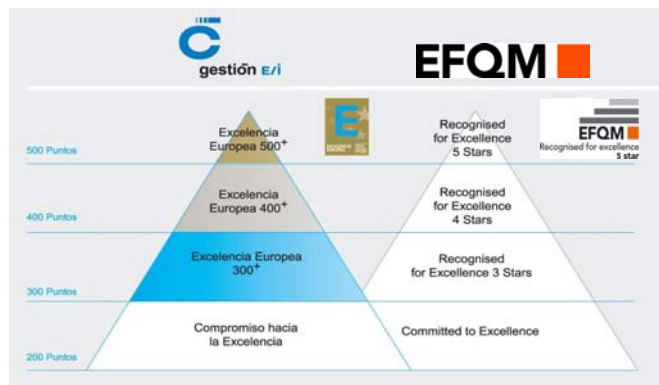 gestión E/i
EFQM
500 Puntos
Excelencia
Europea 500+
E
Recognised
for Excellence
5 Stars
EFQM
Recognised for excellence
5 star
400 Puntos
Excelencia
Europea 400+
Recognised
for Excellence
4 Stars
300 Puntos
Excelencia Europea
300+
Recognised
for Excellence 3 Stars
200 Puntos
Compromiso hacia
la Excelencia
Committed to Excellence